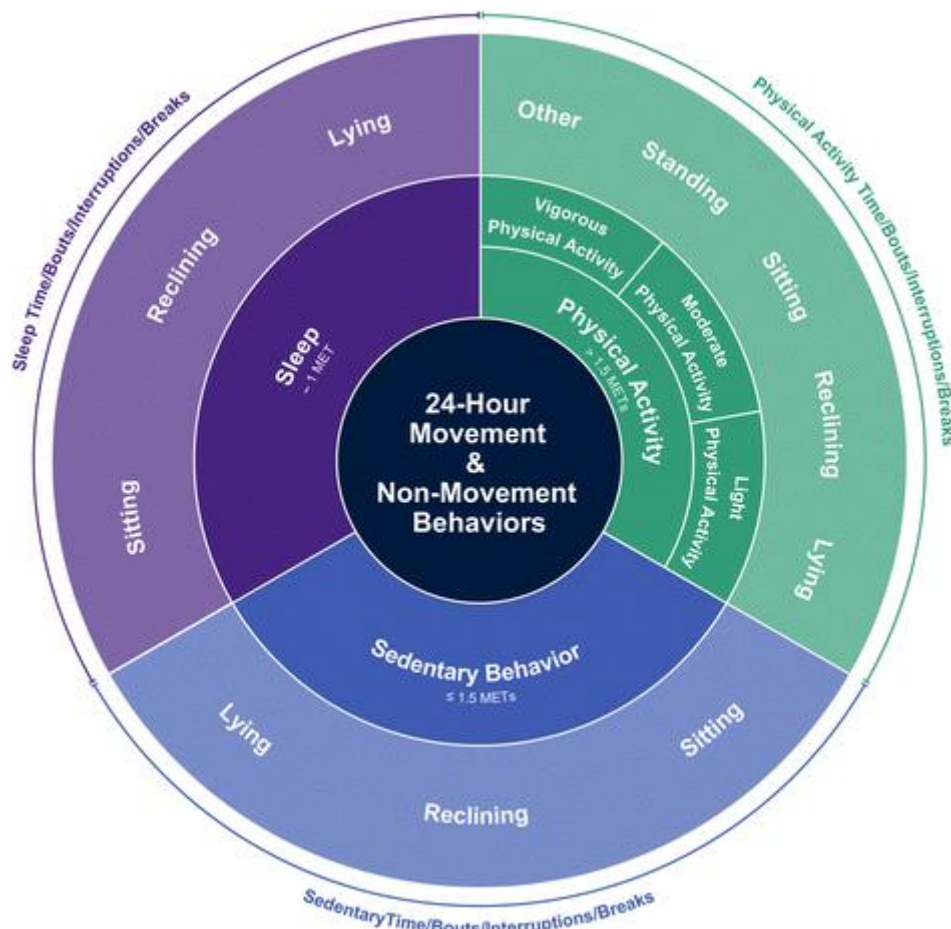 24-Hour
Movement
&
Non-Movement
Behaviors
Sleep
~ 1 MET
Lying
Reclining
Sitting
Sleep Time/Bouts/Interruptions/Breaks
Physical Activity
> 1.5 METs
Vigorous
Physical Activity
Moderate
Physical Activity
Light
Physical Activity
Other
Standing
Sitting
Reclining
Lying
Physical Activity Time/Bouts/Interruptions/Breaks
Sedentary Behavior
≤ 1.5 METs
Lying
Reclining
Sitting
SedentaryTime/Bouts/Interruptions/Breaks